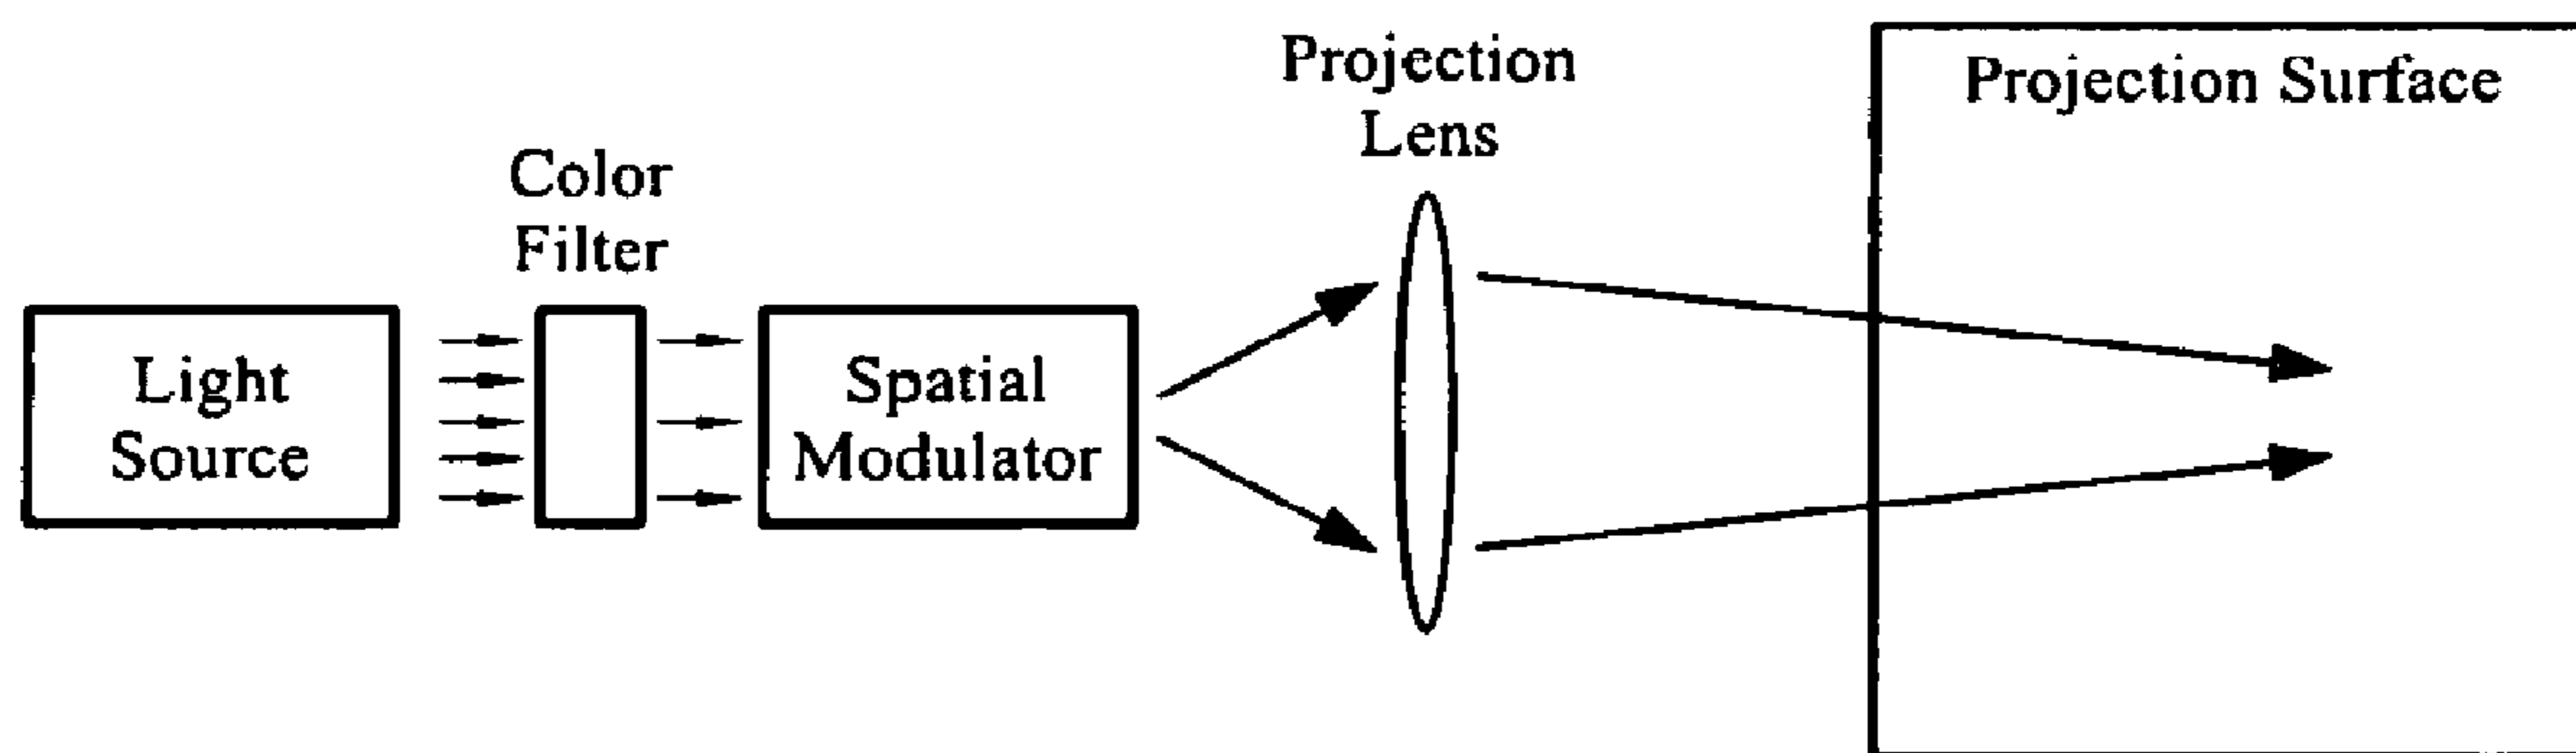 Light
Source
Color
Filter
Spatial
Modulator
Projection
Lens
Projection Surface